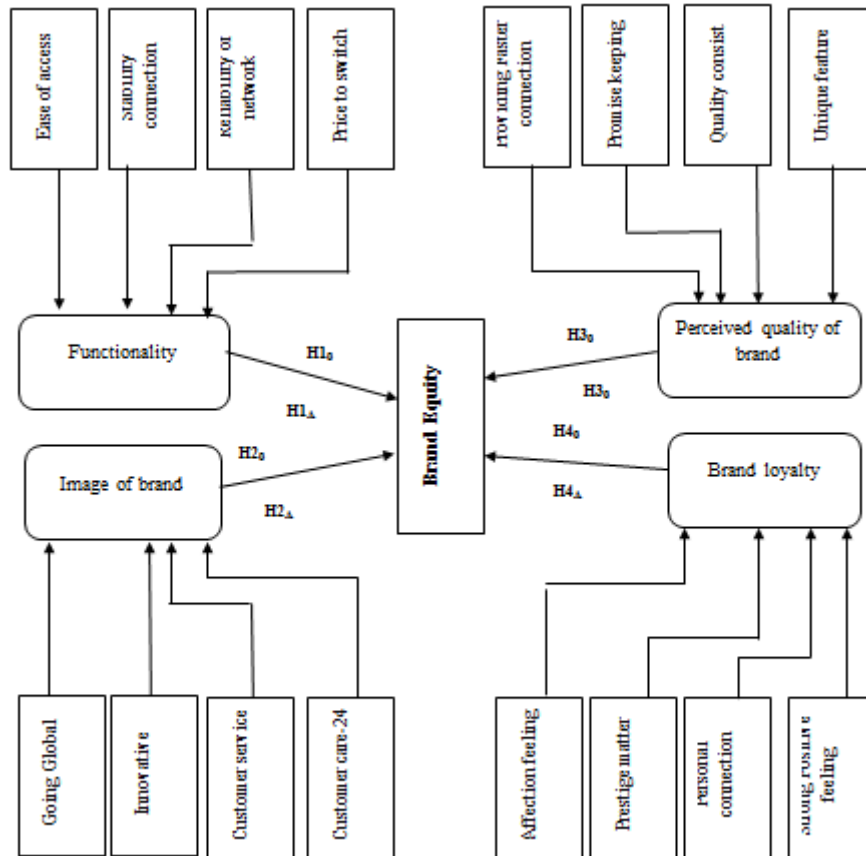 Ease of access
Stability
connection
Reliability of
network
Price to switch
Providing Faster
connection
Promise keeping
Quality consist
Unique feature
Functionality
Perceived quality of
brand
H1₀
H1A
H3₀
H3₀
Brand Equity
H2₀
H2A
H4₀
H4A
Image of brand
Brand loyalty
Going Global
Innovative
Customer service
Customer care-24
Affection feeling
Prestige matter
Personal
connection
feeling